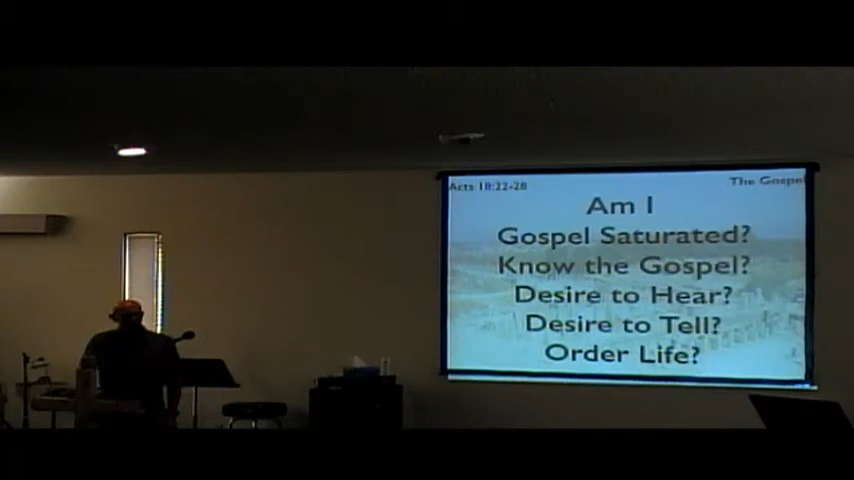 Acts 18:22-28
The Gospel
Am I
Gospel Saturated?
Know the Gospel?
Desire to Hear?
Desire to Tell?
Order Life?